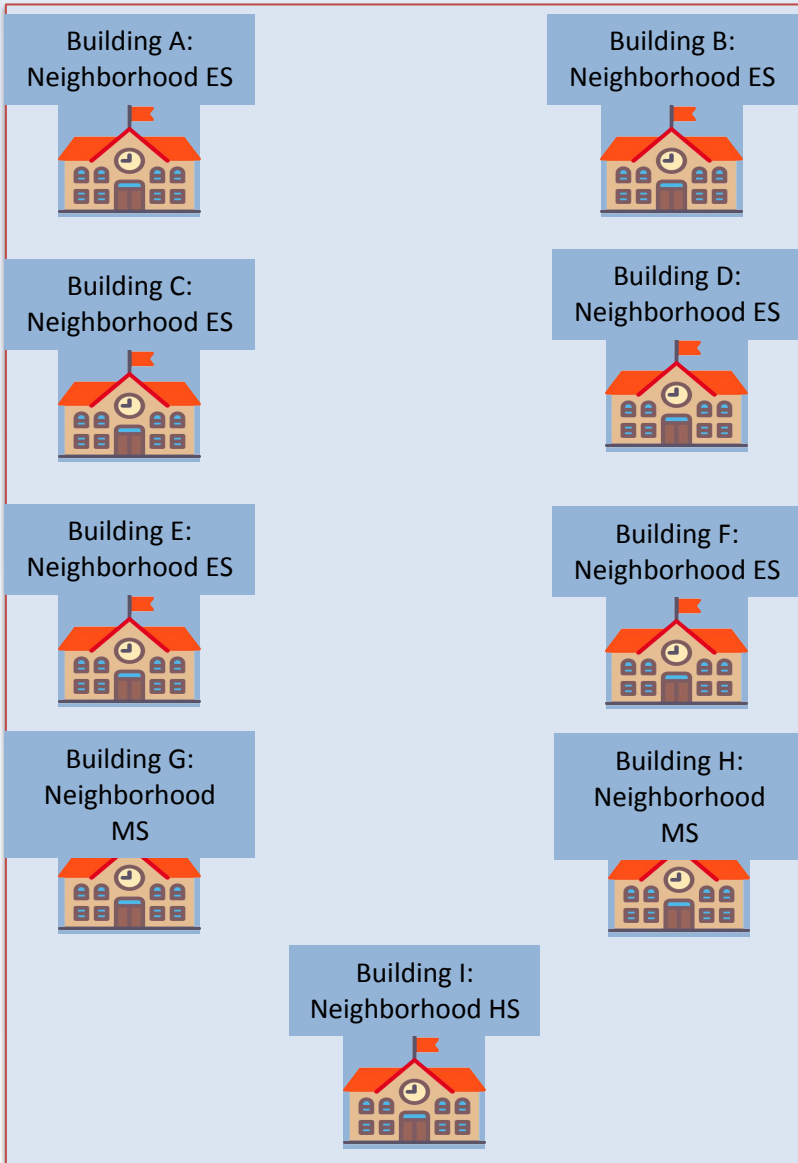 Building A:
Neighborhood ES
Building B:
Neighborhood ES
Building C:
Neighborhood ES
Building D:
Neighborhood ES
Building E:
Neighborhood ES
Building F:
Neighborhood ES
Building G:
Neighborhood
MS
Building H:
Neighborhood
MS
Building I:
Neighborhood HS